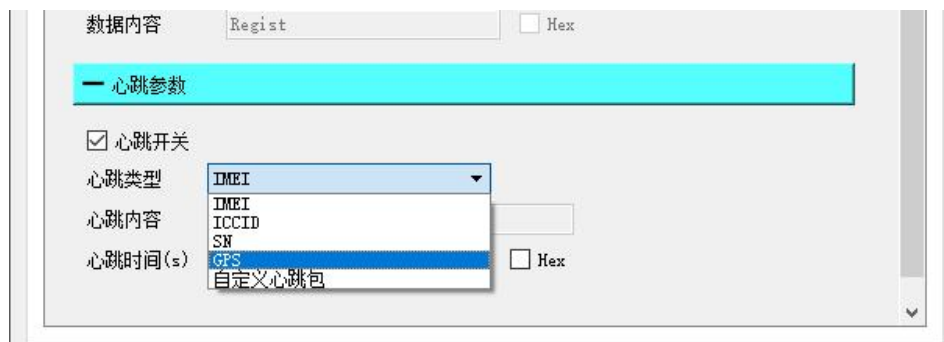 数据内容 Regist Hex
心跳参数
心跳开关
心跳类型 IMEI
IMEI
心跳内容 ICCID
SN
心跳时间(s) GPS Hex
自定义心跳包